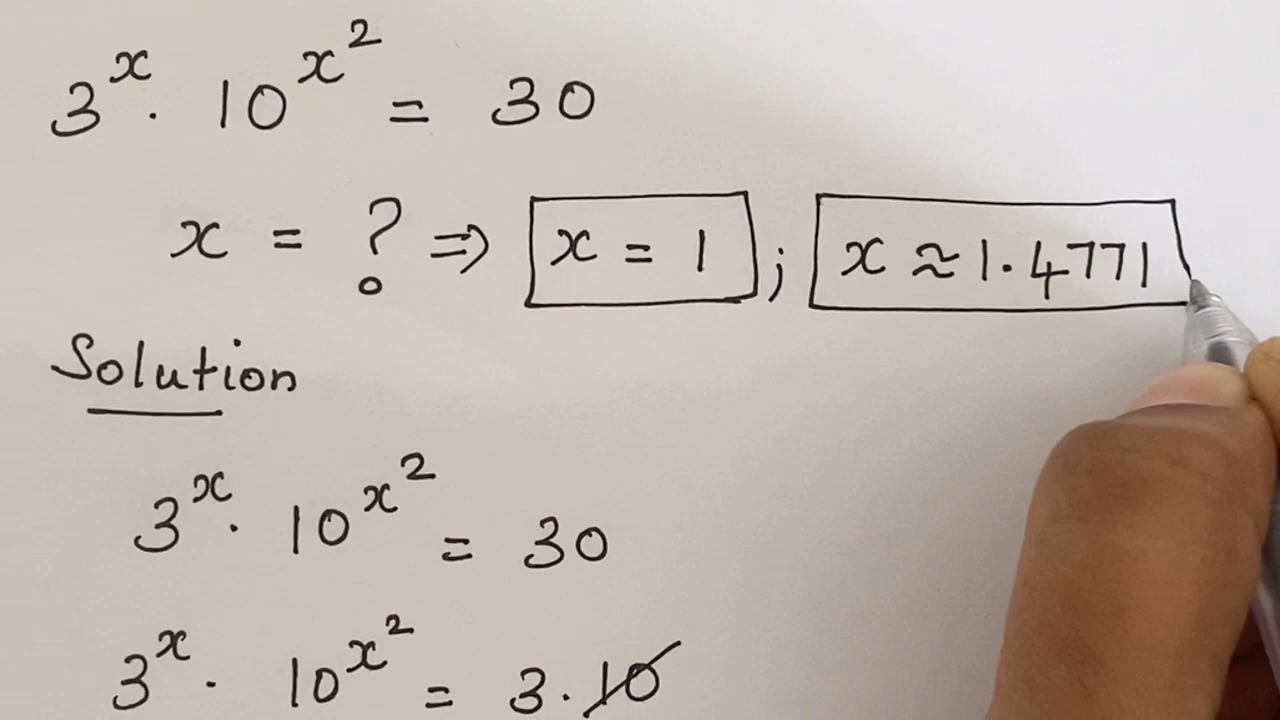 3^x · 10^x^2 = 30
x = ? ⇒ x = 1 ; x ≈ 1.4771
Solution
3^x · 10^x^2 = 30
3^x · 10^x^2 = 3 · 10